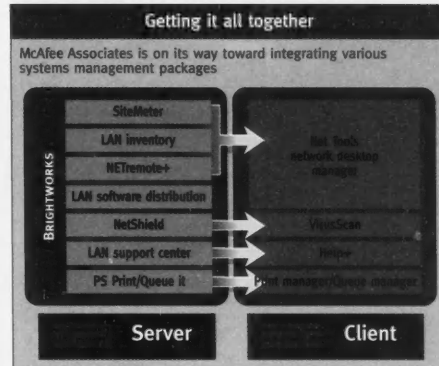 Getting it all together
McAfee Associates is on its way toward integrating various
systems management packages
BRIGHTWORKS
SiteMeter
LAN inventory
NETremote+
LAN software distribution
NetShield
LAN support center
PS Print/Queue it
Net Tools
network desktop
manager
VirusScan
Help+
Print manager/Queue manager
Server
Client